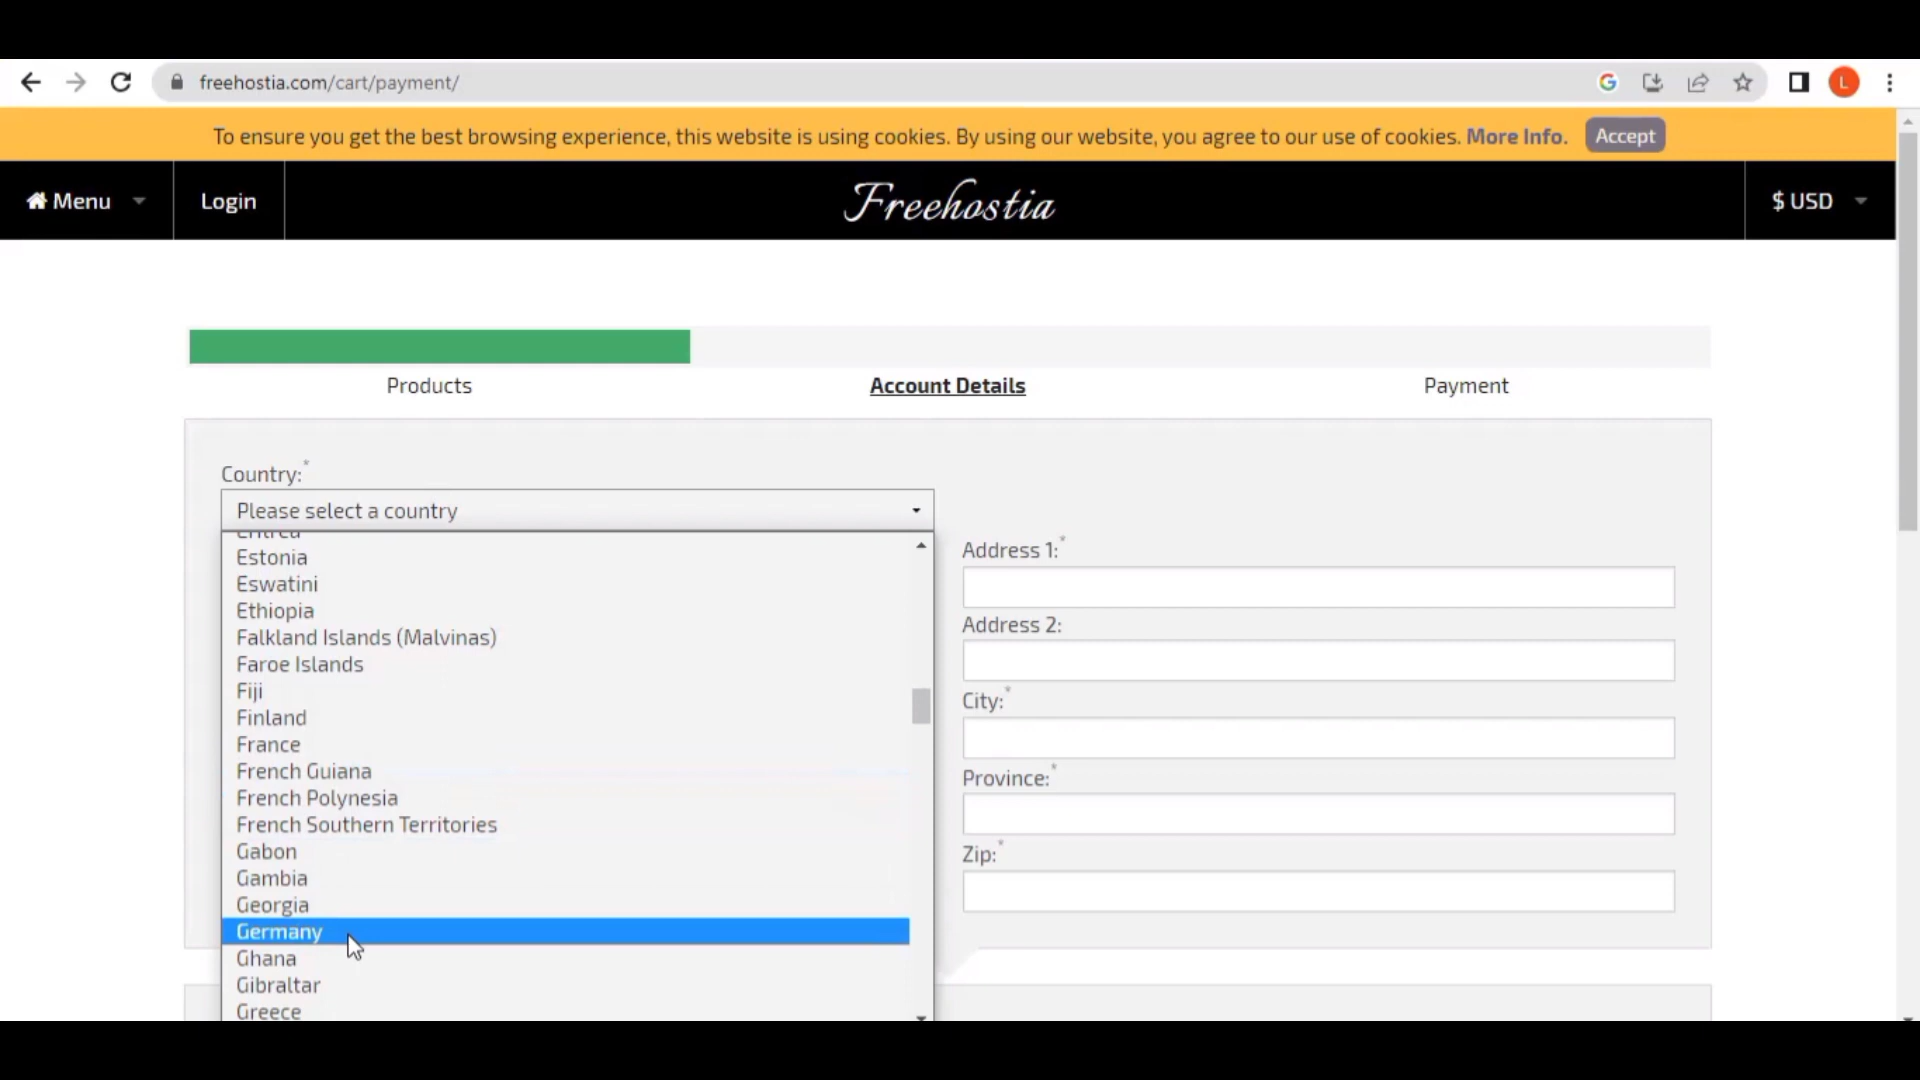 freehostia.com/cart/payment/
L
To ensure you get the best browsing experience, this website is using cookies. By using our website, you agree to our use of cookies. More Info. Accept
Menu Login Freehostia $ USD
Products Account Details Payment
Country:*
Please select a country
Eritrea
Estonia
Eswatini
Ethiopia
Falkland Islands (Malvinas)
Faroe Islands
Fiji
Finland
France
French Guiana
French Polynesia
French Southern Territories
Gabon
Gambia
Georgia
Germany
Ghana
Gibraltar
Greece
Address 1:*
Address 2:
City:*
Province:*
Zip:*